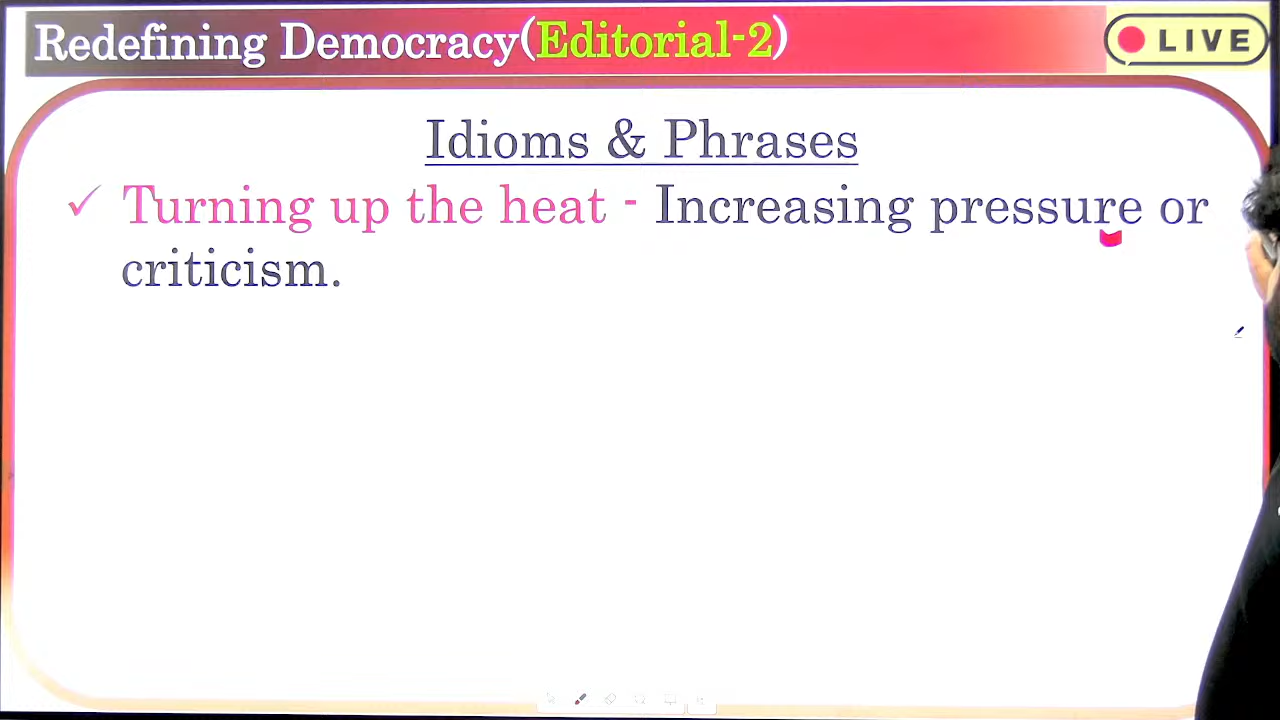 Redefining Democracy(Editorial-2)
LIVE
Idioms & Phrases
✓ Turning up the heat - Increasing pressure or
criticism.